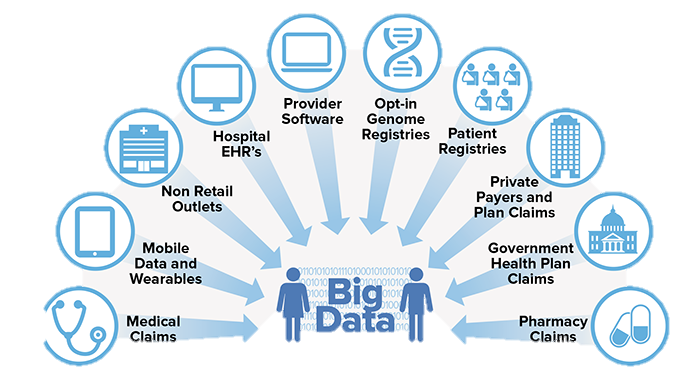 Provider
Software
Opt-in
Genome
Registries
Hospital
EHR's
Patient
Registries
Non Retail
Outlets
Private
Payers and
Plan Claims
Mobile
Data and
Wearables
Government
Health Plan
Claims
Big
Data
Medical
Claims
Pharmacy
Claims